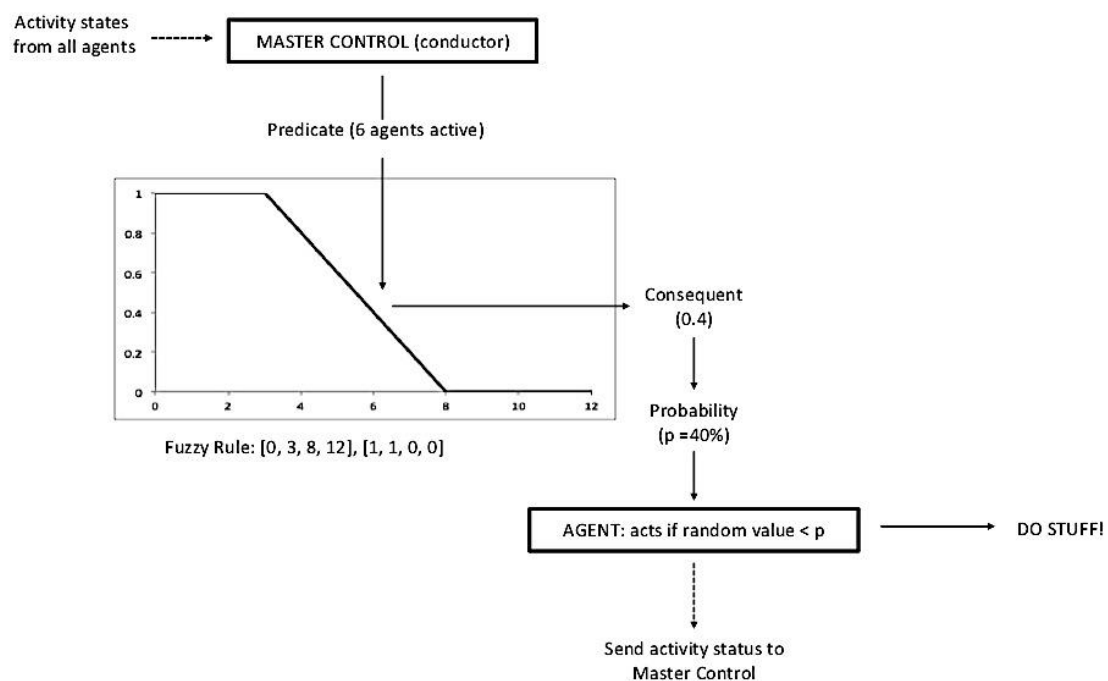 Activity states
from all agents
MASTER CONTROL (conductor)
Predicate (6 agents active)
1
0.8
0.6
0.4
0.2
0
0 2 4 6 8 10 12
Fuzzy Rule: [0, 3, 8, 12], [1, 1, 0, 0]
Consequent
(0.4)
Probability
(p =40%)
AGENT: acts if random value < p
DO STUFF!
Send activity status to
Master Control